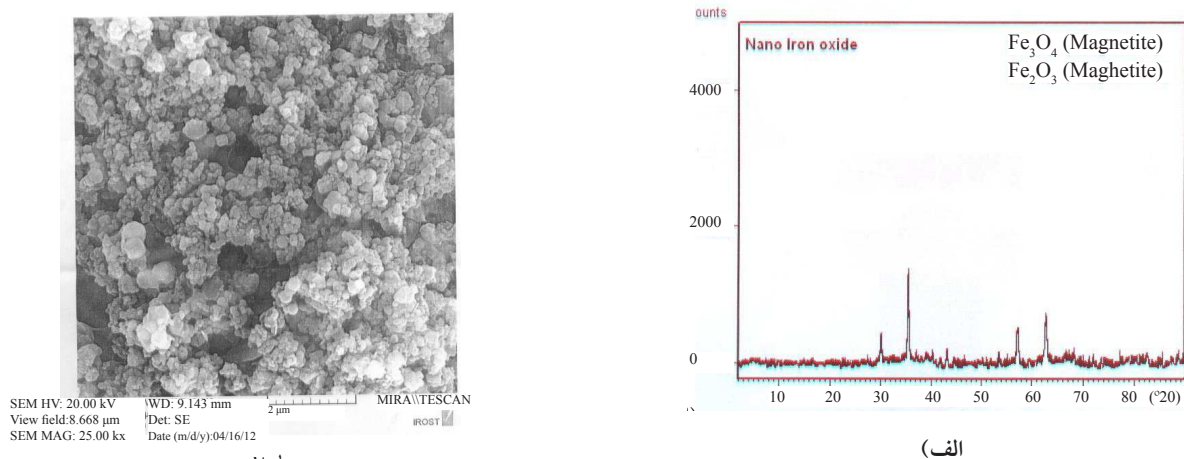 SEM HV: 20.00 kV
WD: 9.143 mm
2 µm
MIRA\\TESCAN
View field:8.668 µm
Det: SE
SEM MAG: 25.00 kx
Date (m/d/y):04/16/12
IROST
ounts
Nano Iron oxide
Fe₃O₄ (Magnetite)
Fe₂O₃ (Maghetite)
4000
2000
0
10 20 30 40 50 60 70 80 (°2θ)
الف)